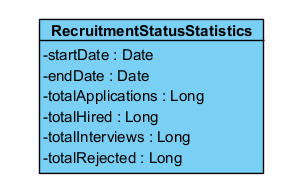 RecruitmentStatusStatistics
-startDate : Date
-endDate : Date
-totalApplications : Long
-totalHired : Long
-totalInterviews : Long
-totalRejected : Long